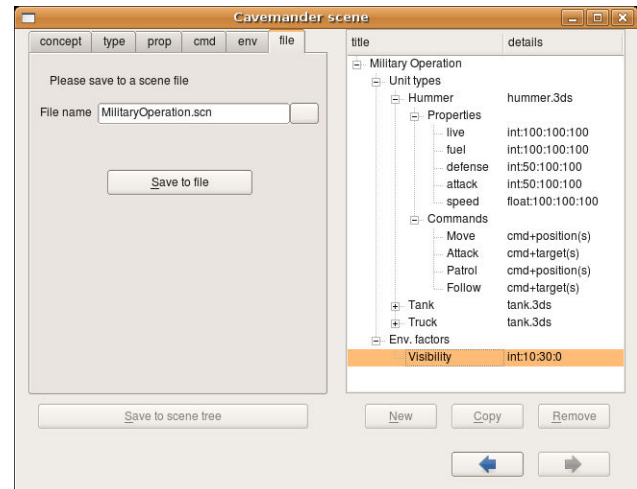 Cavemander scene
concept type prop cmd env file
Please save to a scene file
File name MilitaryOperation.scn
Save to file
Save to scene tree
title details
Military Operation
Unit types
Hummer hummer.3ds
Properties
live int:100:100:100
fuel int:100:100:100
defense int:50:100:100
attack int:50:100:100
speed float:100:100:100
Commands
Move cmd+position(s)
Attack cmd+target(s)
Patrol cmd+position(s)
Follow cmd+target(s)
Tank tank.3ds
Truck tank.3ds
Env. factors
Visibility int:10:30:0
New Copy Remove